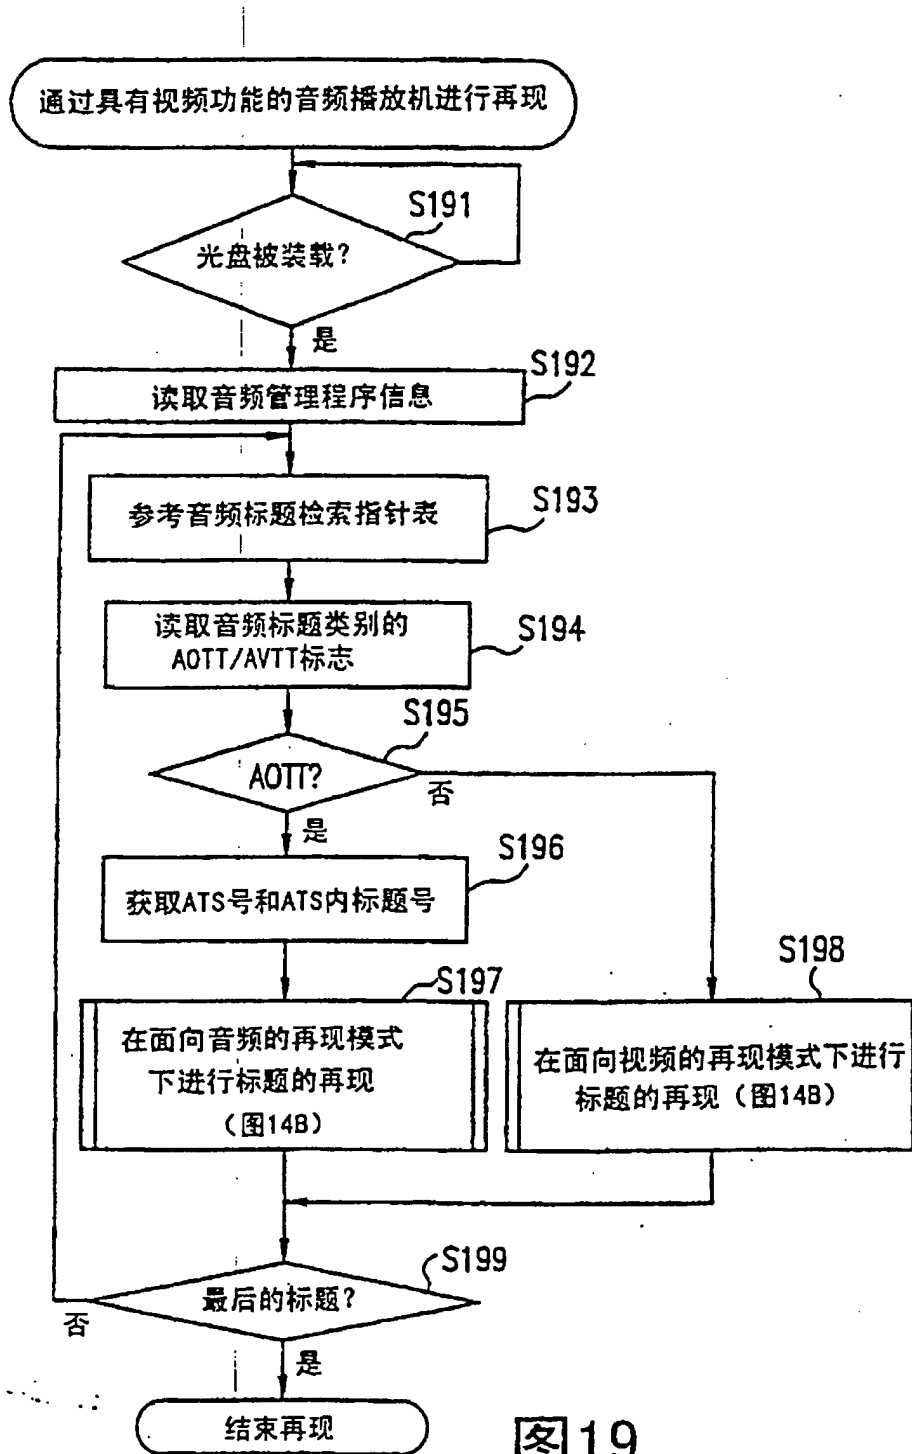 通过具有视频功能的音频播放机进行再现
S191
光盘被装载?
是
S192
读取音频管理程序信息
参考音频标题检索指针表
S193
读取音频标题类别的
AOTT/AVTT标志
S194
S195
AOTT?
否
是
S196
获取ATS号和ATS内标题号
S197
在面向音频的再现模式
下进行标题的再现
(图14B)
S198
在面向视频的再现模式下进行
标题的再现(图14B)
S199
最后的标题?
否
是
结束再现
图19